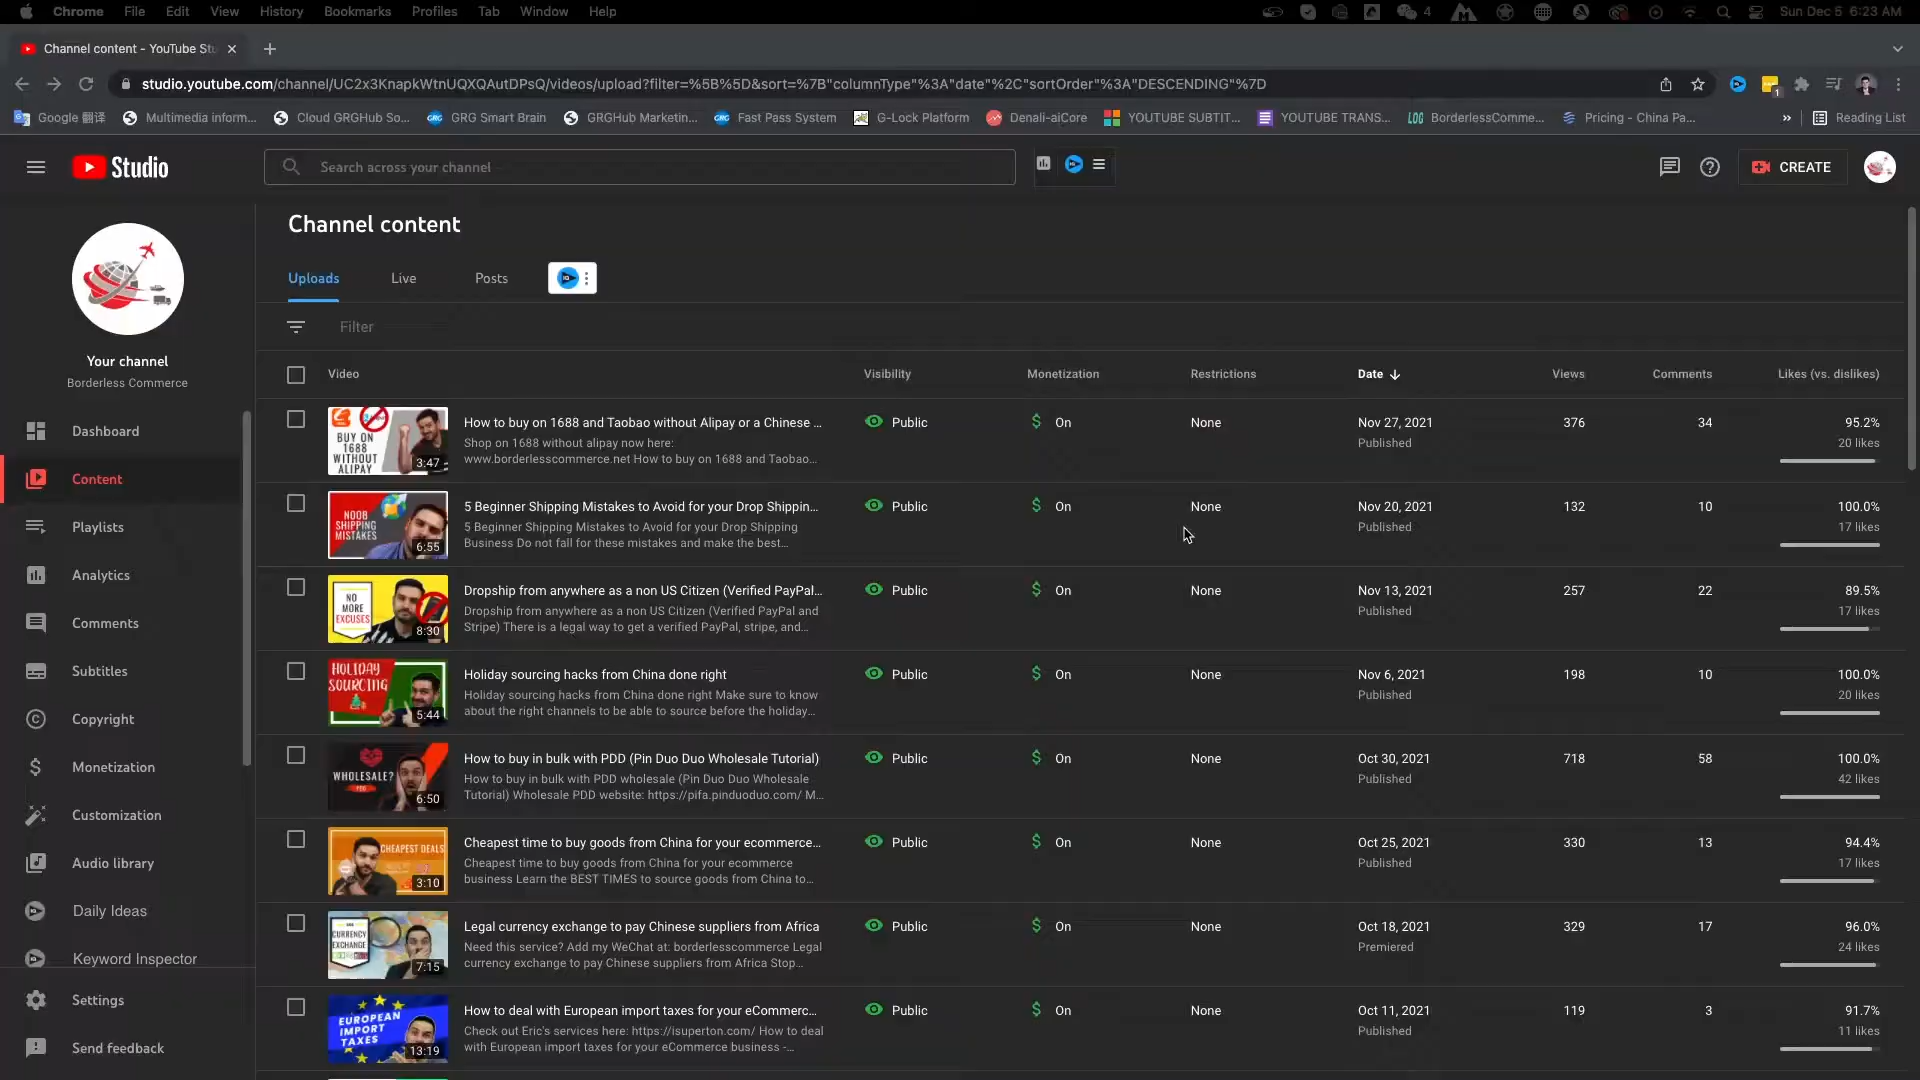 Chrome File Edit View History Bookmarks Profiles Tab Window Help 4 Sun Dec 5 6:23 AM
Channel content - YouTube Stu
studio.youtube.com/channel/UC2x3KnapkWtnUQXQAutDPsQ/videos/upload?filter=%5B%5D&sort=%7B"columnType"%3A"date"%2C"sortOrder"%3A"DESCENDING"%7D
Google 翻译 Multimedia inform... Cloud GRGHub So... GRG Smart Brain GRGHub Marketin... Fast Pass System G-Lock Platform Denali-aiCore YOUTUBE SUBTIT... YOUTUBE TRANS... BorderlessComme... Pricing - China Pa... » Reading List
Studio Search across your channel CREATE
Channel content
Uploads Live Posts
Filter
Your channel
Borderless Commerce
Dashboard
Content
Playlists
Analytics
Comments
Subtitles
Copyright
Monetization
Customization
Audio library
Daily Ideas
Keyword Inspector
Settings
Send feedback
Video Visibility Monetization Restrictions Date Views Comments Likes (vs. dislikes)
BUY ON
1688
WITHOUT
ALIPAY
3:47
How to buy on 1688 and Taobao without Alipay or a Chinese ... Public On None Nov 27, 2021 376 34 95.2%
Shop on 1688 without alipay now here: Published 20 likes
www.borderlesscommerce.net How to buy on 1688 and Taobao...
NOOB
SHIPPING
MISTAKES
6:55
5 Beginner Shipping Mistakes to Avoid for your Drop Shippin... Public On None Nov 20, 2021 132 10 100.0%
5 Beginner Shipping Mistakes to Avoid for your Drop Shipping Published 17 likes
Business Do not fall for these mistakes and make the best...
NO
MORE
EXCUSES
8:30
Dropship from anywhere as a non US Citizen (Verified PayPal... Public On None Nov 13, 2021 257 22 89.5%
Dropship from anywhere as a non US Citizen (Verified PayPal and Published 17 likes
Stripe) There is a legal way to get a verified PayPal, stripe, and...
HOLIDAY
SOURCING
5:44
Holiday sourcing hacks from China done right Public On None Nov 6, 2021 198 10 100.0%
Holiday sourcing hacks from China done right Make sure to know Published 20 likes
about the right channels to be able to source before the holiday...
WHOLESALE?
PDD
6:50
How to buy in bulk with PDD (Pin Duo Duo Wholesale Tutorial) Public On None Oct 30, 2021 718 58 100.0%
How to buy in bulk with PDD wholesale (Pin Duo Duo Wholesale Published 42 likes
Tutorial) Wholesale PDD website: https://pifa.pinduoduo.com/ M...
CHEAPEST DEALS
3:10
Cheapest time to buy goods from China for your ecommerce... Public On None Oct 25, 2021 330 13 94.4%
Cheapest time to buy goods from China for your ecommerce Published 17 likes
business Learn the BEST TIMES to source goods from China to...
CURRENCY
EXCHANGE
7:15
Legal currency exchange to pay Chinese suppliers from Africa Public On None Oct 18, 2021 329 17 96.0%
Need this service? Add my WeChat at: borderlesscommerce Legal Premiered 24 likes
currency exchange to pay Chinese suppliers from Africa Stop...
EUROPEAN
IMPORT
TAXES
13:19
How to deal with European import taxes for your eCommerc... Public On None Oct 11, 2021 119 3 91.7%
Check out Eric's services here: https://isuperton.com/ How to deal Published 11 likes
with European import taxes for your eCommerce business -...